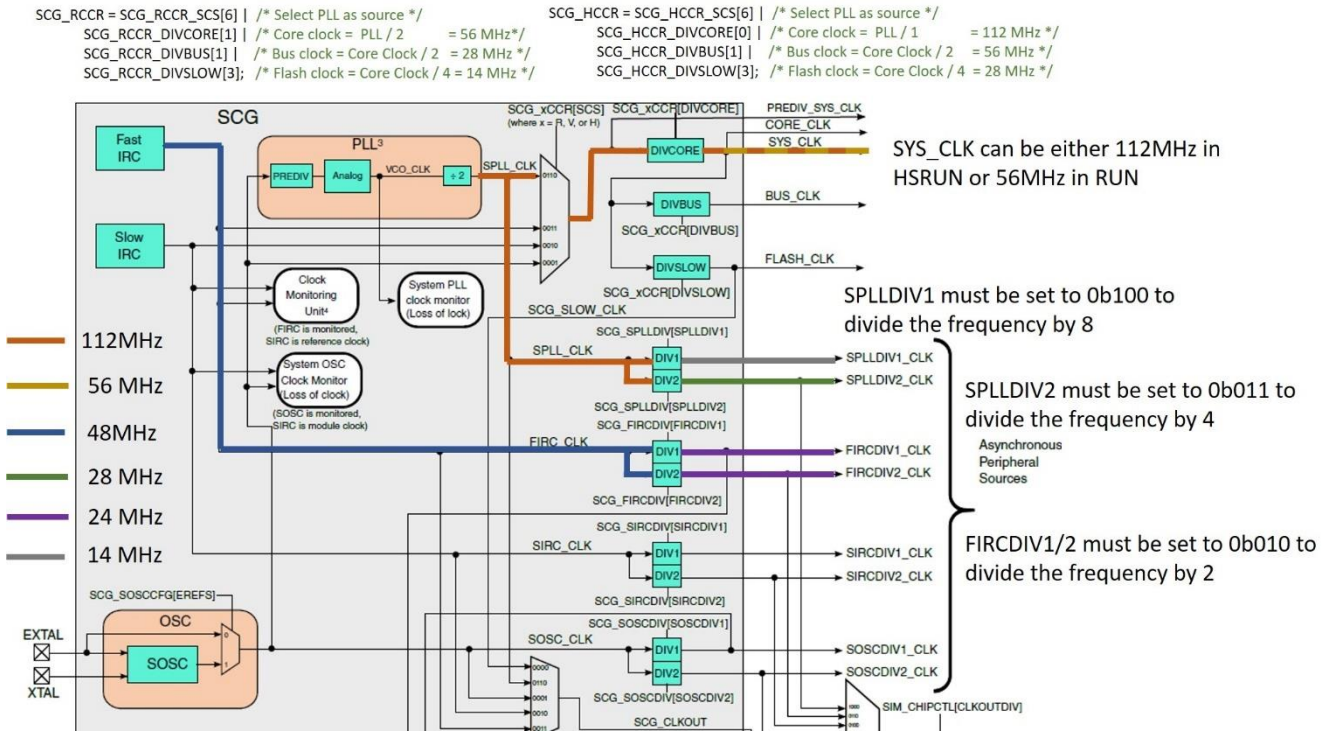 SCG_RCCR = SCG_RCCR_SCS[6] | /* Select PLL as source */
SCG_RCCR_DIVCORE[1] | /* Core clock = PLL / 2 = 56 MHz*/
SCG_RCCR_DIVBUS[1] | /* Bus clock = Core Clock / 2 = 28 MHz*/
SCG_RCCR_DIVSLOW[3]; /* Flash clock = Core Clock / 4 = 14 MHz */
SCG_HCCR = SCG_HCCR_SCS[6] | /* Select PLL as source */
SCG_HCCR_DIVCORE[0] | /* Core clock = PLL / 1 = 112 MHz */
SCG_HCCR_DIVBUS[1] | /* Bus clock = Core Clock / 2 = 56 MHz */
SCG_HCCR_DIVSLOW[3]; /* Flash clock = Core Clock / 4 = 28 MHz */
SCG
SCG_xCCR[SCS]
(where x = R, V, or H)
SCG_xCCR[DIVCORE]
PREDIV_SYS_CLK
CORE_CLK
SYS_CLK
Fast
IRC
PLL³
PREDIV
Analog
VCO_CLK
÷ 2
SPLL_CLK
0110
DIVCORE
SYS_CLK can be either 112MHz in
HSRUN or 56MHz in RUN
DIVBUS
BUS_CLK
SCG_xCCR[DIVBUS]
Slow
IRC
0011
0010
0001
DIVSLOW
FLASH_CLK
SCG_xCCR[DIVSLOW]
Clock
Monitoring
Unit⁴
(FIRC is monitored,
SIRC is reference clock)
System PLL
clock monitor
(Loss of lock)
SCG_SLOW_CLK
SPLLDIV1 must be set to 0b100 to
divide the frequency by 8
112MHz
56 MHz
48MHz
28 MHz
24 MHz
14 MHz
System OSC
Clock Monitor
(Loss of clock)
(SOSC is monitored,
SIRC is module clock)
SCG_SPLLDIV[SPLLDIV1]
SPLL_CLK
DIV1
DIV2
SPLLDIV1_CLK
SPLLDIV2_CLK
SCG_SPLLDIV[SPLLDIV2]
SPLLDIV2 must be set to 0b011 to
divide the frequency by 4
Asynchronous
Peripheral
Sources
SCG_FIRCDIV[FIRCDIV1]
FIRC_CLK
DIV1
DIV2
FIRCDIV1_CLK
FIRCDIV2_CLK
SCG_FIRCDIV[FIRCDIV2]
FIRCDIV1/2 must be set to 0b010 to
divide the frequency by 2
SCG_SIRCDIV[SIRCDIV1]
SIRC_CLK
DIV1
DIV2
SIRCDIV1_CLK
SIRCDIV2_CLK
SCG_SIRCDIV[SIRCDIV2]
SCG_SOSCCFG[EREFS]
OSC
EXTAL
XTAL
SOSC
0
1
SCG_SOSCDIV[SOSCDIV1]
SOSC_CLK
DIV1
DIV2
SOSCDIV1_CLK
SOSCDIV2_CLK
SCG_SOSCDIV[SOSCDIV2]
0000
0110
0001
0010
0011
SCG_CLKOUT
SIM_CHIPCTL[CLKOUTDIV]